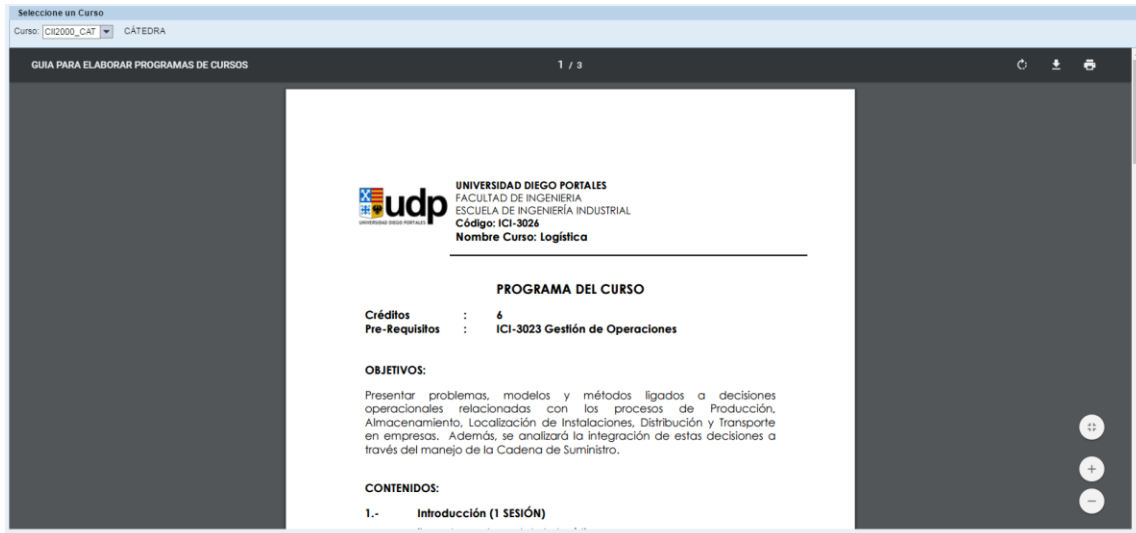 Seleccione un Curso
Curso: CII2000_CAT CÁTEDRA
GUIA PARA ELABORAR PROGRAMAS DE CURSOS 1 / 3
UNIVERSIDAD DIEGO PORTALES
FACULTAD DE INGENIERIA
udp ESCUELA DE INGENIERÍA INDUSTRIAL
UNIVERSIDAD DIEGO PORTALES Código: ICI-3026
Nombre Curso: Logística
PROGRAMA DEL CURSO
Créditos : 6
Pre-Requisitos : ICI-3023 Gestión de Operaciones
OBJETIVOS:
Presentar problemas, modelos y métodos ligados a decisiones
operacionales relacionadas con los procesos de Producción,
Almacenamiento, Localización de Instalaciones, Distribución y Transporte
en empresas. Además, se analizará la integración de estas decisiones a
través del manejo de la Cadena de Suministro.
CONTENIDOS:
1.- Introducción (1 SESIÓN)